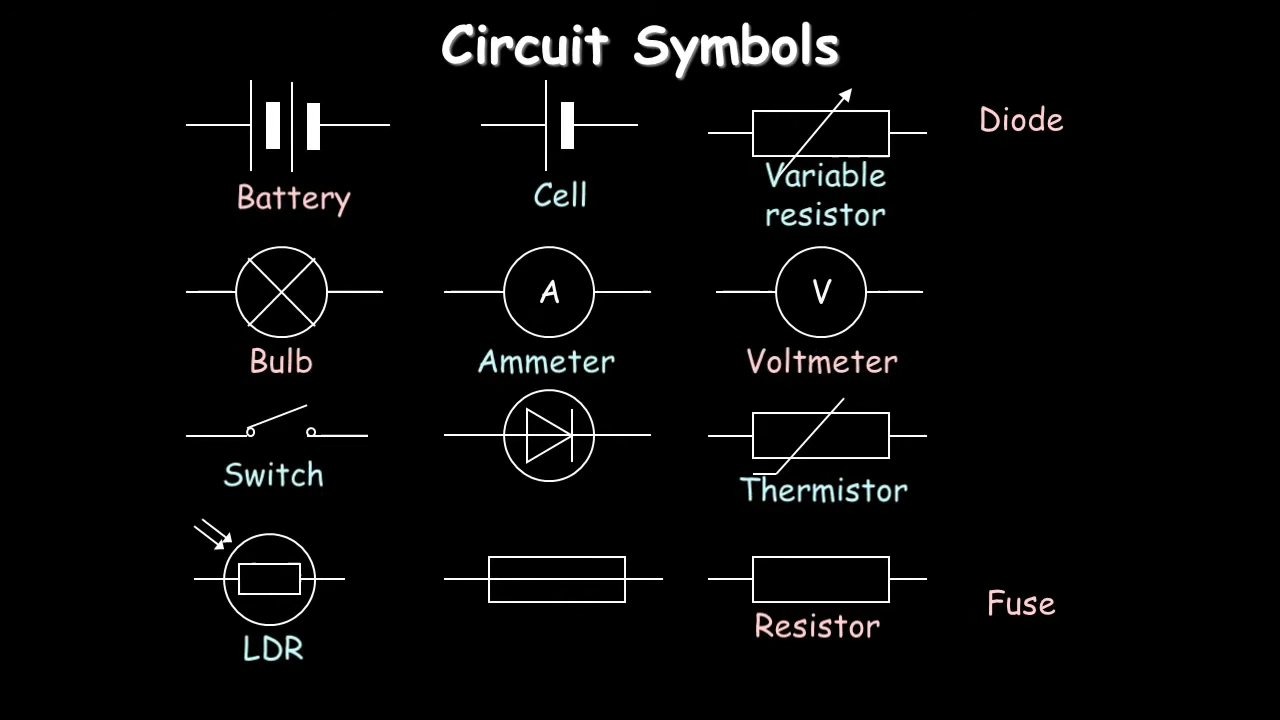 Circuit Symbols
Diode
Battery
Cell
Variable
resistor
A
V
Bulb
Ammeter
Voltmeter
Switch
Thermistor
Fuse
Resistor
LDR